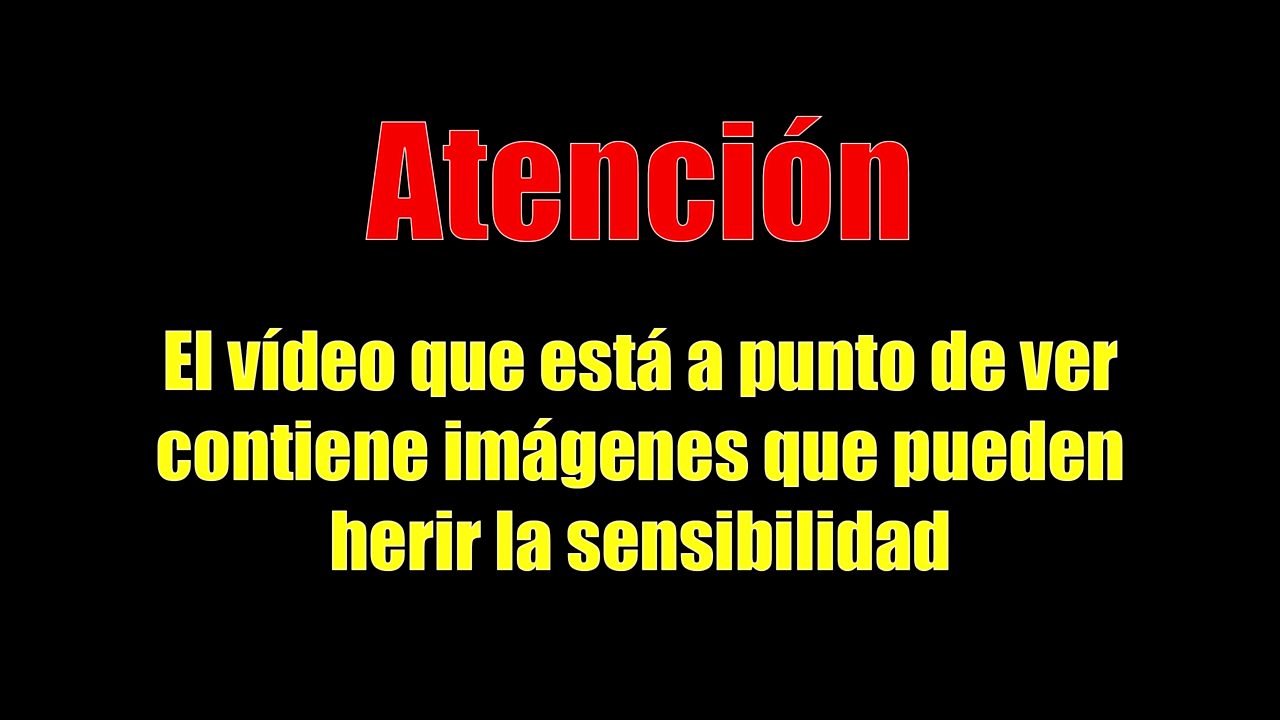 Atención
El vídeo que está a punto de ver
contiene imágenes que pueden
herir la sensibilidad